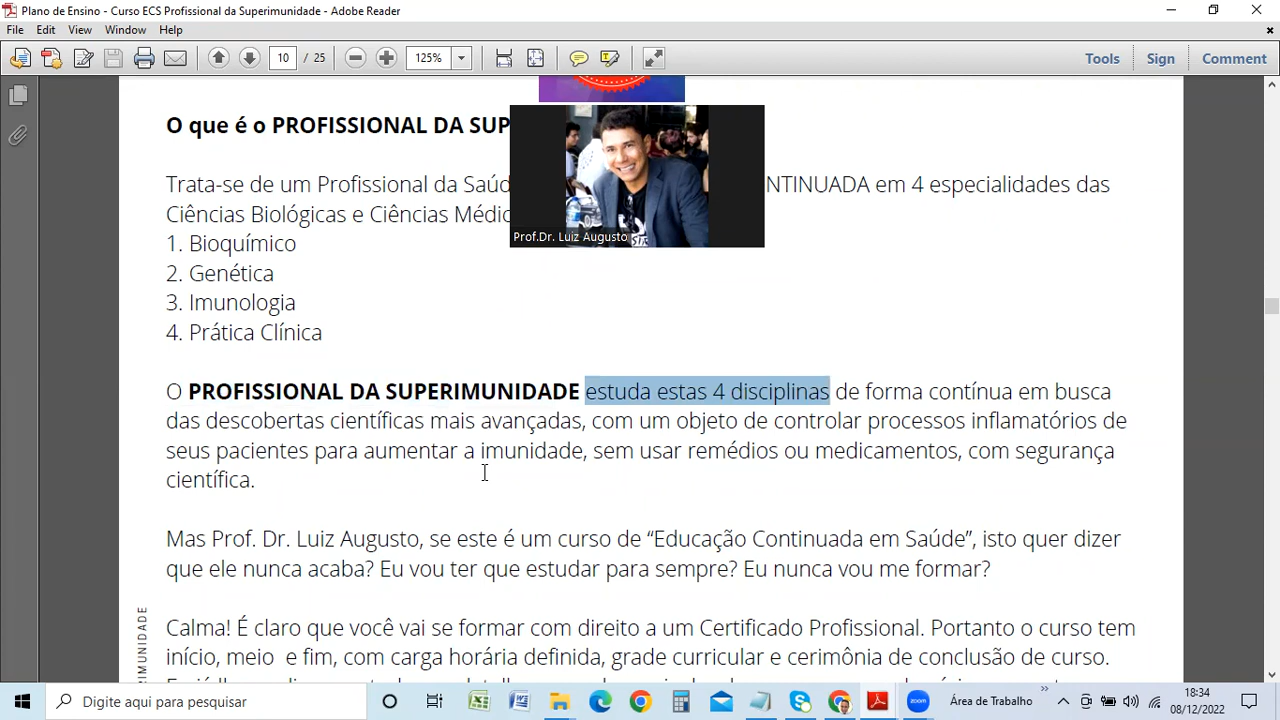 Plano de Ensino - Curso ECS Profissional da Superimunidade - Adobe Reader
File Edit View Window Help
10 / 25 125% Tools Sign Comment
O que é o PROFISSIONAL DA SUP
Trata-se de um Profissional da Saúd NTINUADA em 4 especialidades das
Ciências Biológicas e Ciências Médic
Prof.Dr. Luiz Augusto
1. Bioquímico
2. Genética
3. Imunologia
4. Prática Clínica
O PROFISSIONAL DA SUPERIMUNIDADE estuda estas 4 disciplinas de forma contínua em busca
das descobertas científicas mais avançadas, com um objeto de controlar processos inflamatórios de
seus pacientes para aumentar a imunidade, sem usar remédios ou medicamentos, com segurança
científica.
Mas Prof. Dr. Luiz Augusto, se este é um curso de “Educação Continuada em Saúde”, isto quer dizer
que ele nunca acaba? Eu vou ter que estudar para sempre? Eu nunca vou me formar?
Calma! É claro que você vai se formar com direito a um Certificado Profissional. Portanto o curso tem
início, meio e fim, com carga horária definida, grade curricular e cerimônia de conclusão de curso.
RIMUNIDADE
Digite aqui para pesquisar
zoom
Área de Trabalho
18:34
08/12/2022